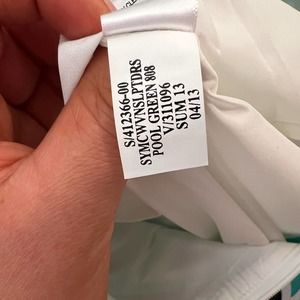 S/412366-00
SYMCWVNSLPTDRS
POOL GREEN 808
V/311096
SUM 13
04/13